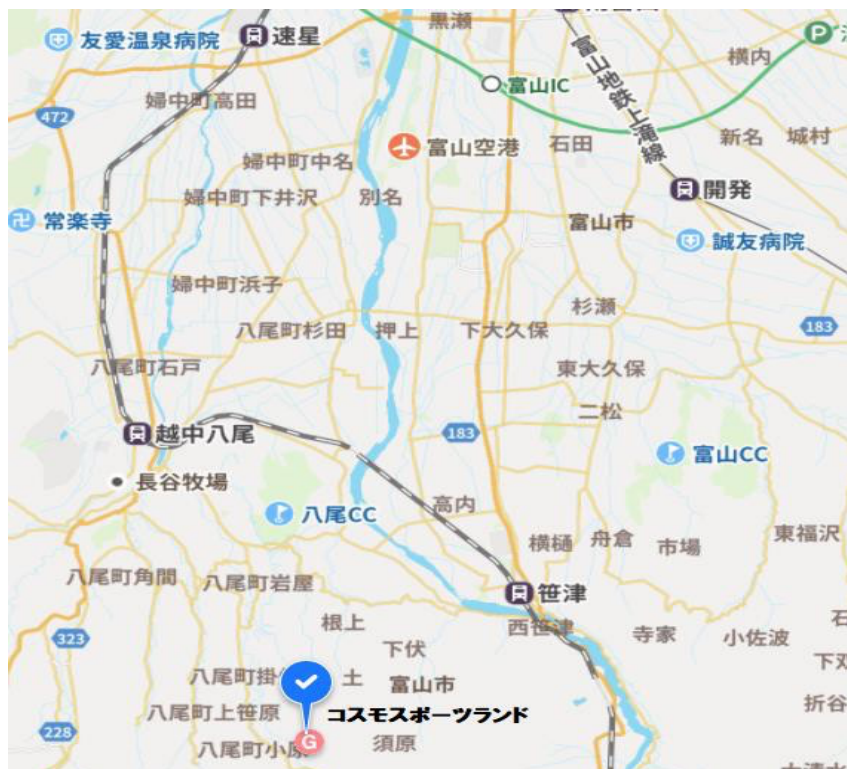 黒瀬
友愛温泉病院
速星
横内
富山IC
富山地鉄上滝線
472
婦中町高田
富山空港
石田
新名
城村
婦中町中名
婦中町下井沢
別名
開発
常楽寺
富山市
誠友病院
婦中町浜子
杉瀬
八尾町杉田
押上
下大久保
183
八尾町石戸
東大久保
二松
越中八尾
183
富山CC
長谷牧場
八尾CC
高内
横樋
舟倉
市場
東福沢
八尾町角間
八尾町岩屋
笹津
根上
西笹津
寺家
小佐波
323
下伏
八尾町掛
土
富山市
八尾町上笹原
コスモスポーツランド
折谷
228
八尾町小原
G
須原